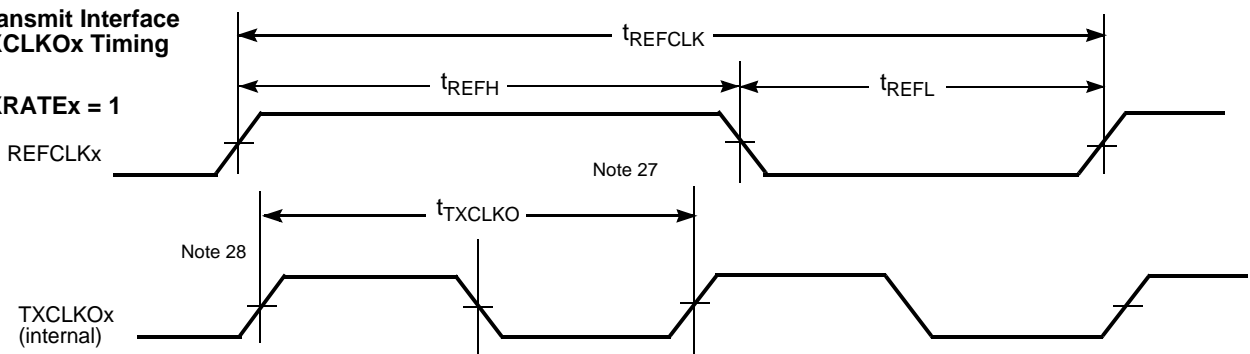 ansmit Interface
CLKOx Timing
tREFCLK
tREFH
tREFL
RATEx = 1
REFCLKx
Note 27
tTXCLKO
Note 28
TXCLKOx
(internal)